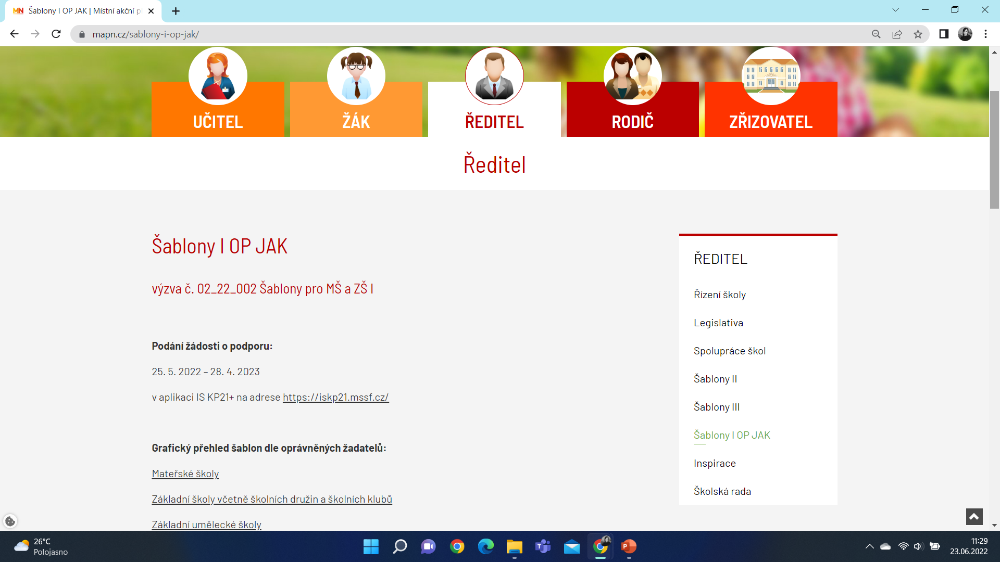 MN Šablony I OP JAK | Místní akční p
mapn.cz/sablony-i-op-jak/
UČITEL
ŽÁK
ŘEDITEL
RODIČ
ZŘIZOVATEL
Ředitel
Šablony I OP JAK
výzva č. 02_22_002 Šablony pro MŠ a ZŠ I
Podání žádosti o podporu:
25. 5. 2022 – 28. 4. 2023
v aplikaci IS KP21+ na adrese https://iskp21.mssf.cz/
Grafický přehled šablon dle oprávněných žadatelů:
Mateřské školy
Základní školy včetně školních družin a školních klubů
Základní umělecké školy
ŘEDITEL
Řízení školy
Legislativa
Spolupráce škol
Šablony II
Šablony III
Šablony I OP JAK
Inspirace
Školská rada
26°C
Polojasno
11:29
23.06.2022